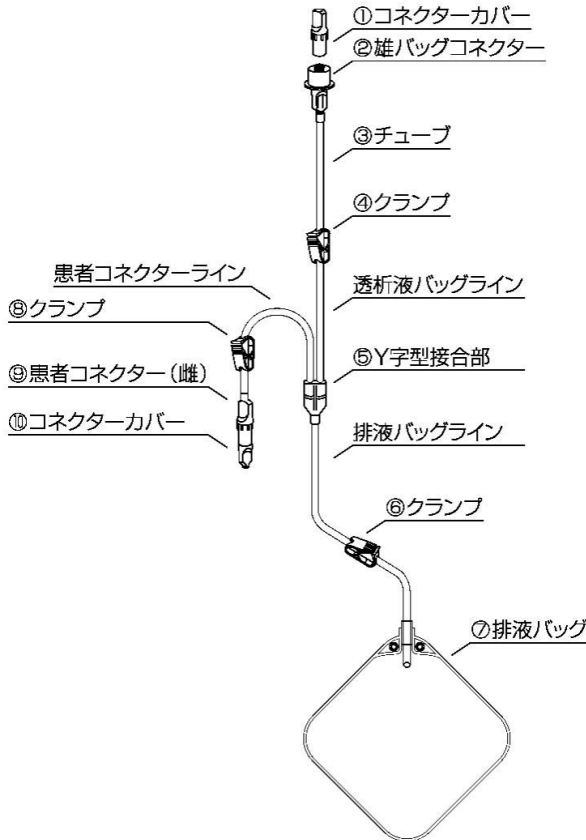 ①コネクターカバー
②雄バッグコネクター
③チューブ
④クランプ
患者コネクターライン
透析液バッグライン
⑧クランプ
⑤Y字型接合部
⑨患者コネクター（雌）
⑩コネクターカバー
排液バッグライン
⑥クランプ
⑦排液バッグ